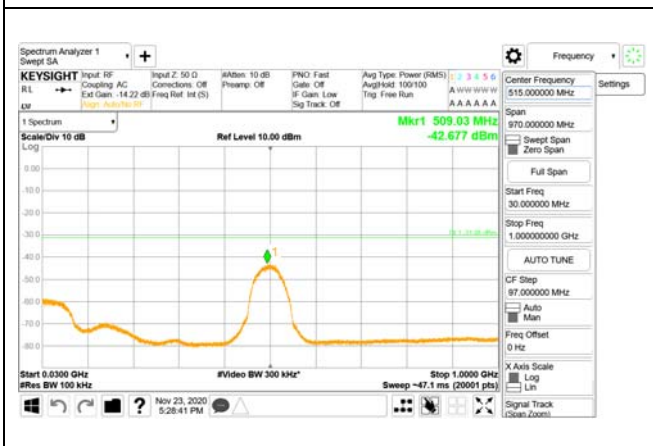 Spectrum Analyzer 1
Swept SA
Frequency
KEYSIGHT
Input: RF
Input Z: 50 Ω
#Atten: 10 dB
PNO: Fast
Avg Type: Power (RMS)
1 2 3 4 5 6
RL
Coupling: AC
Corrections: Off
Preamp: Off
Gate: Off
Avg|Hold: 100/100
A W W W W W
Ext Gain: -14.22 dB
Freq Ref: Int (S)
IF Gain: Low
Trig: Free Run
Align: Auto/No RF
Sig Track: Off
A A A A A A
1 Spectrum
Mkr1 509.03 MHz
Scale/Div 10 dB
Ref Level 10.00 dBm
-42.677 dBm
Log
0.00
-10.0
-20.0
-30.0
-40.0
-50.0
-60.0
-70.0
-80.0
1
Start 0.0300 GHz
#Video BW 300 kHz*
Stop 1.0000 GHz
#Res BW 100 kHz
Sweep ~47.1 ms (20001 pts)
Nov 23, 2020
5:28:41 PM
Center Frequency
515.000000 MHz
Settings
Span
970.000000 MHz
Swept Span
Zero Span
Full Span
Start Freq
30.000000 MHz
Stop Freq
1.000000000 GHz
AUTO TUNE
CF Step
97.000000 MHz
Auto
Man
Freq Offset
0 Hz
X Axis Scale
Log
Lin
Signal Track
(Span Zoom)